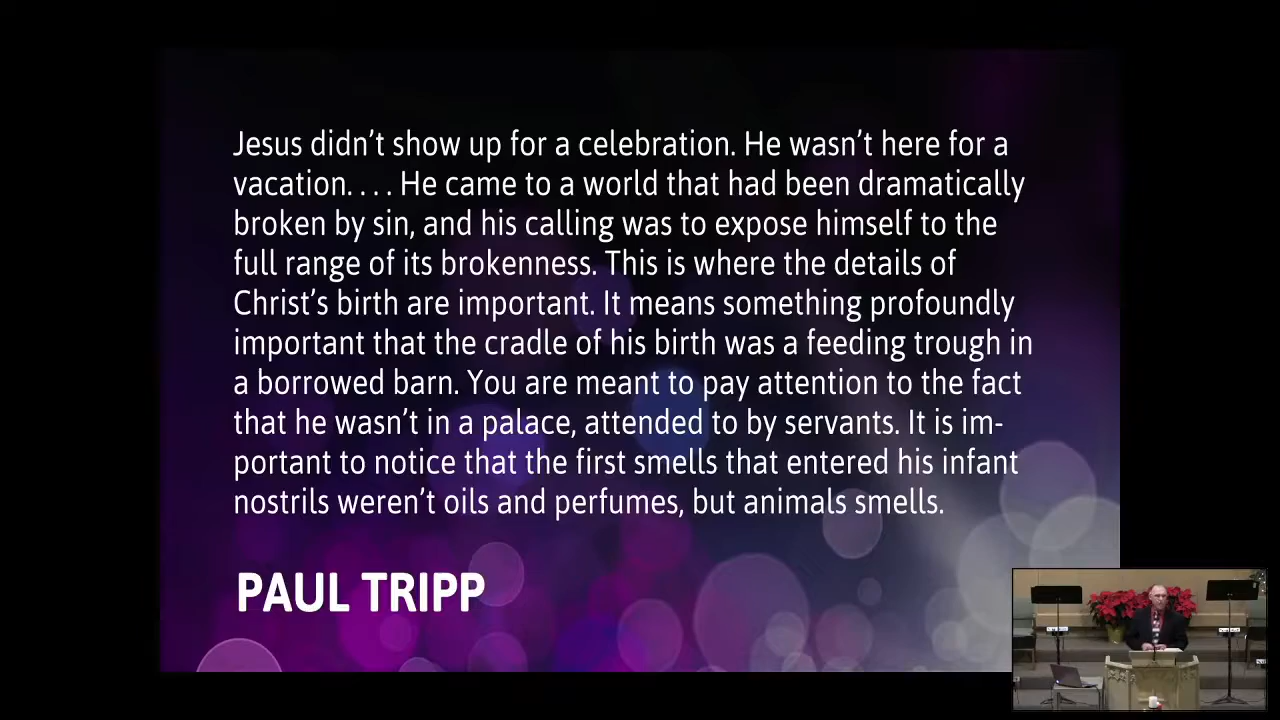 Jesus didn’t show up for a celebration. He wasn’t here for a
vacation. . . . He came to a world that had been dramatically
broken by sin, and his calling was to expose himself to the
full range of its brokenness. This is where the details of
Christ’s birth are important. It means something profoundly
important that the cradle of his birth was a feeding trough in
a borrowed barn. You are meant to pay attention to the fact
that he wasn’t in a palace, attended to by servants. It is im-
portant to notice that the first smells that entered his infant
nostrils weren’t oils and perfumes, but animals smells.
PAUL TRIPP